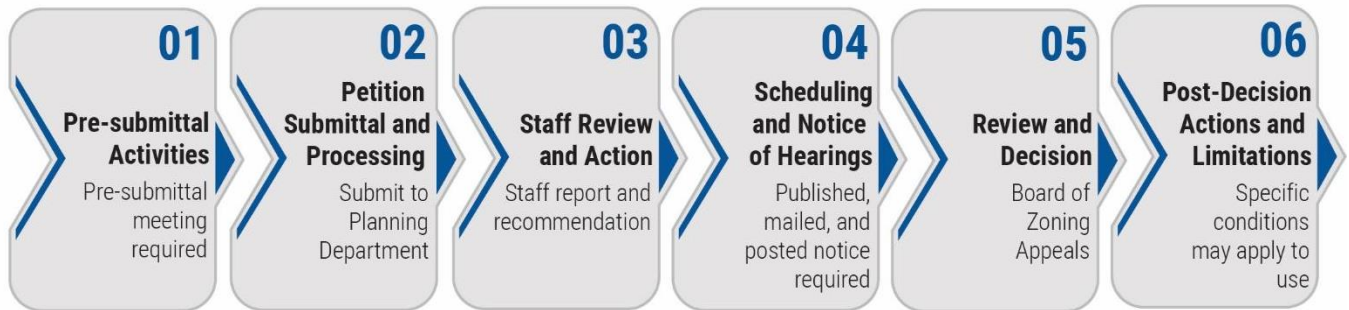 01
Pre-submittal
Activities
Pre-submittal
meeting
required
02
Petition
Submittal and
Processing
Submit to
Planning
Department
03
Staff Review
and Action
Staff report and
recommendation
04
Scheduling
and Notice
of Hearings
Published,
mailed, and
posted notice
required
05
Review and
Decision
Board of
Zoning
Appeals
06
Post-Decision
Actions and
Limitations
Specific
conditions
may apply to
use